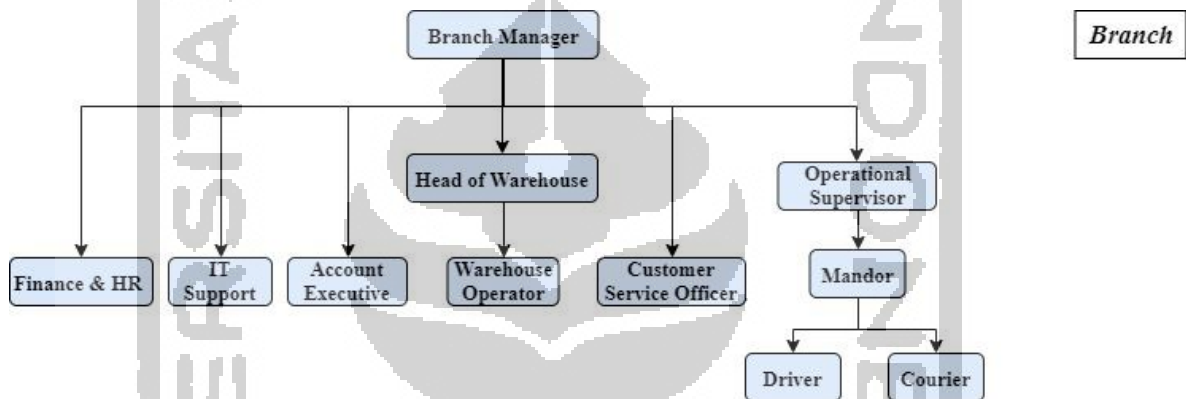 Branch Manager
Branch
Head of Warehouse
Operational
Supervisor
Finance & HR
IT
Support
Account
Executive
Warehouse
Operator
Customer
Service Officer
Mandor
Driver
Courier